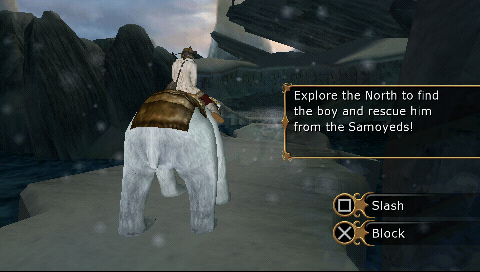 Explore the North to find
the boy and rescue him
from the Samoyeds!
Slash
Block